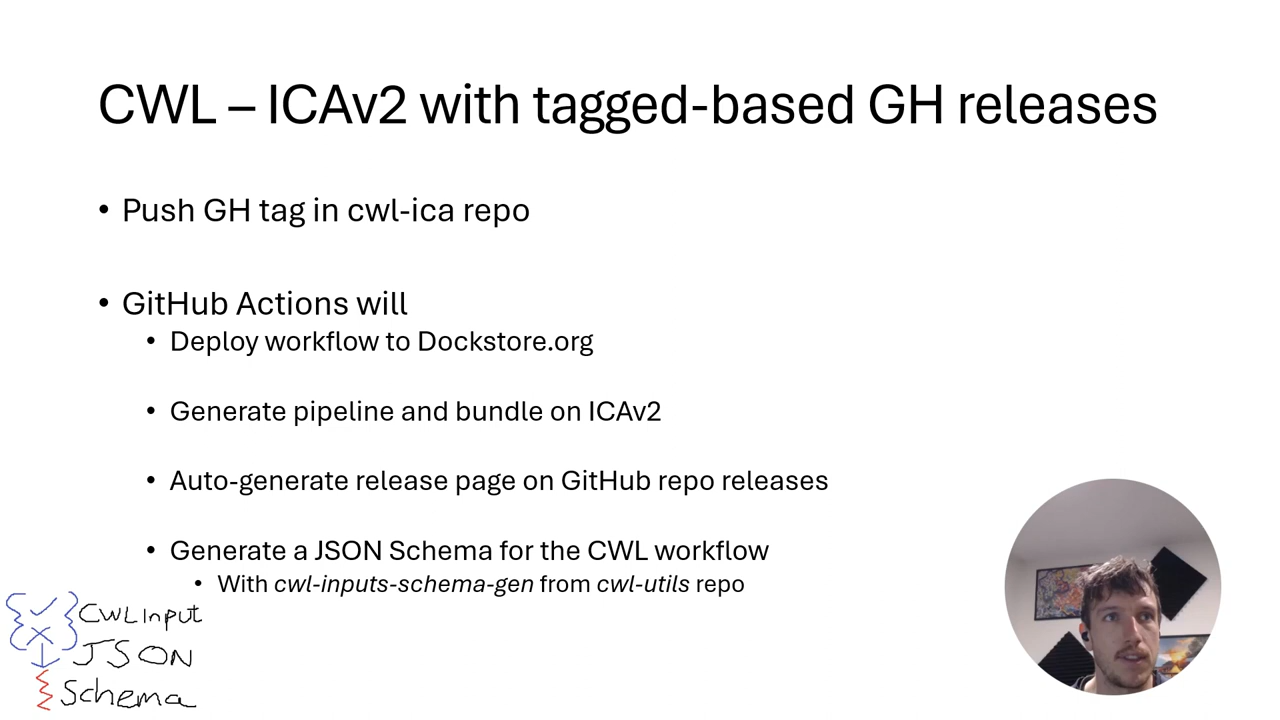 CWL – ICAv2 with tagged-based GH releases
• Push GH tag in cwl-ica repo
• GitHub Actions will
• Deploy workflow to Dockstore.org
• Generate pipeline and bundle on ICAv2
• Auto-generate release page on GitHub repo releases
• Generate a JSON Schema for the CWL workflow
• With cwl-inputs-schema-gen from cwl-utils repo
CWLInput
JSON
Schema